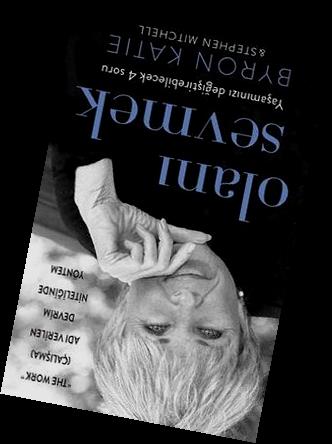 "THE WORK"
(ÇALIŞMA)
ADI VERİLEN
DEVRİM
NİTELİĞİNDE
YÖNTEM
olanı
sevmek
Yaşamınızı değiştirebilecek 4 soru
BYRON KATIE
& STEPHEN MITCHELL